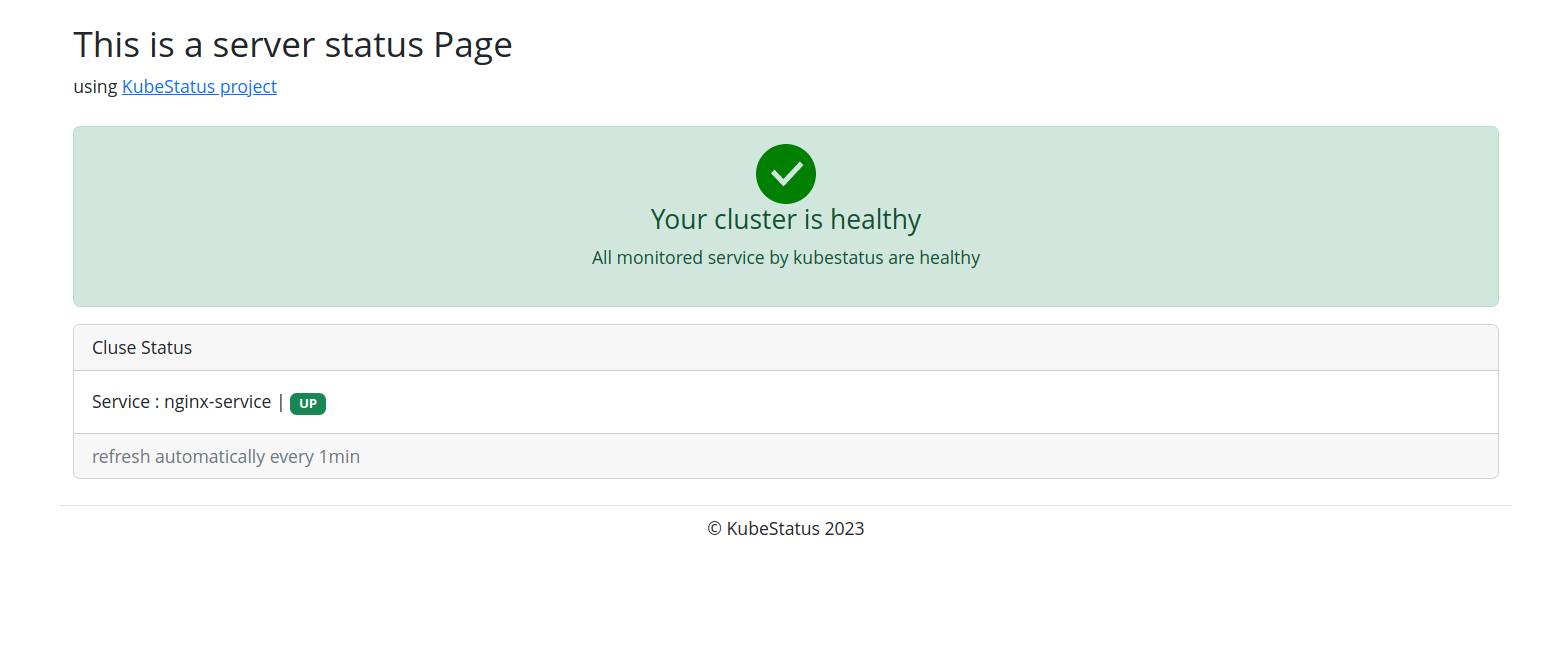 This is a server status Page
using KubeStatus project
Your cluster is healthy
All monitored service by kubestatus are healthy
Cluse Status
Service : nginx-service | UP
refresh automatically every 1min
© KubeStatus 2023